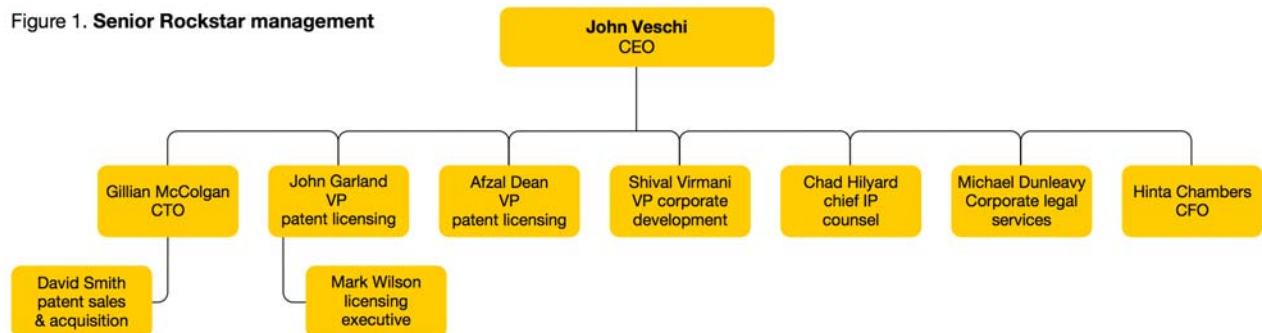 Figure 1. Senior Rockstar management
John Veschi
CEO
Gillian McColgan
CTO
John Garland
VP
patent licensing
Afzal Dean
VP
patent licensing
Shival Virmani
VP corporate
development
Chad Hilyard
chief IP
counsel
Michael Dunleavy
Corporate legal
services
Hinta Chambers
CFO
David Smith
patent sales
& acquisition
Mark Wilson
licensing
executive